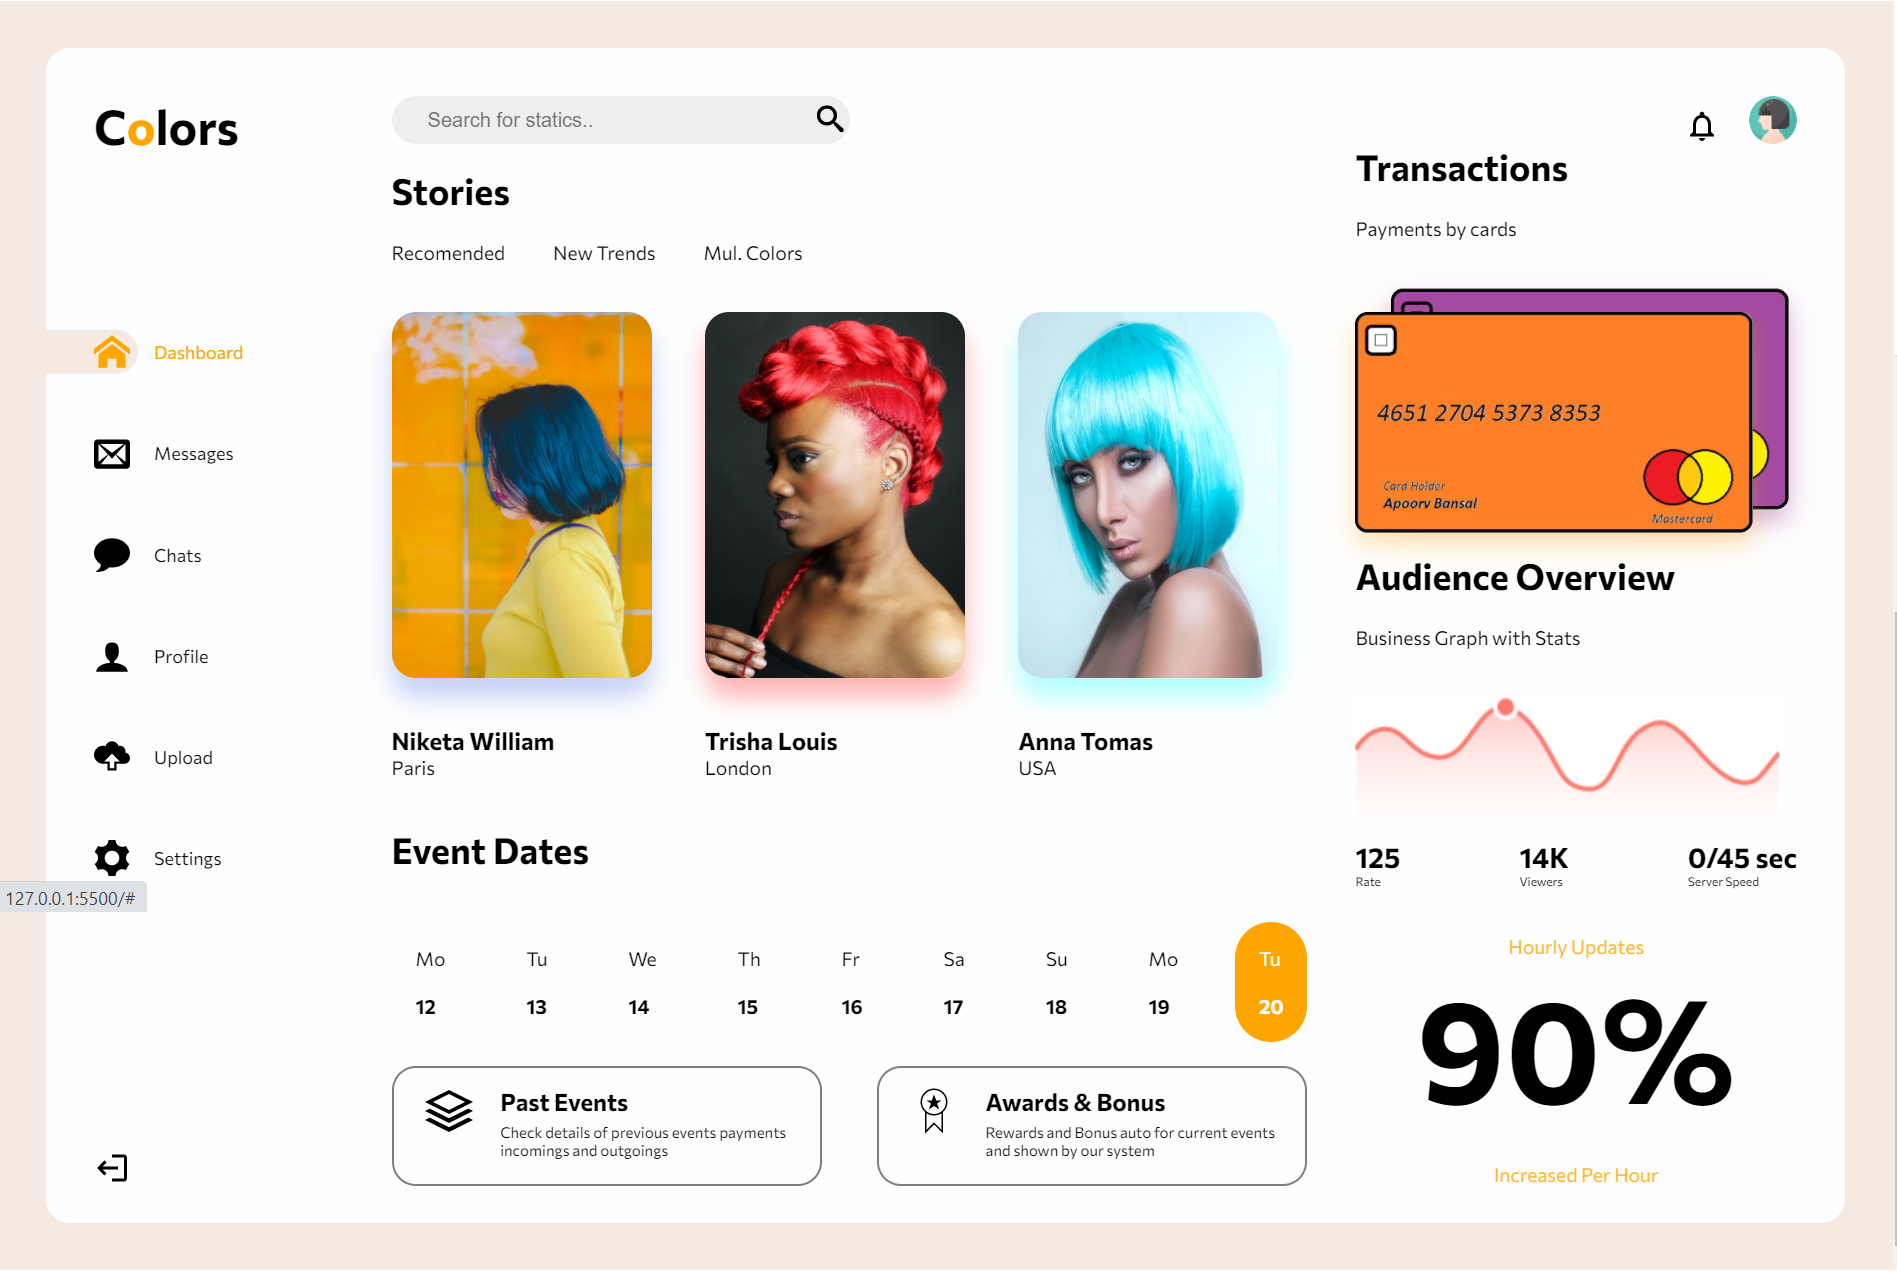 Colors
Search for statics..
Stories
Recomended New Trends Mul. Colors
Dashboard
Messages
Chats
Profile
Upload
Settings
127.0.0.1:5500/#
Niketa William
Paris
Trisha Louis
London
Anna Tomas
USA
Event Dates
Mo Tu We Th Fr Sa Su Mo Tu
12 13 14 15 16 17 18 19 20
Past Events
Check details of previous events payments
incomings and outgoings
Awards & Bonus
Rewards and Bonus auto for current events
and shown by our system
Transactions
Payments by cards
4651 2704 5373 8353
Card Holder
Apoorv Bansal
Mastercard
Audience Overview
Business Graph with Stats
125
Rate
14K
Viewers
0/45 sec
Server Speed
Hourly Updates
90%
Increased Per Hour